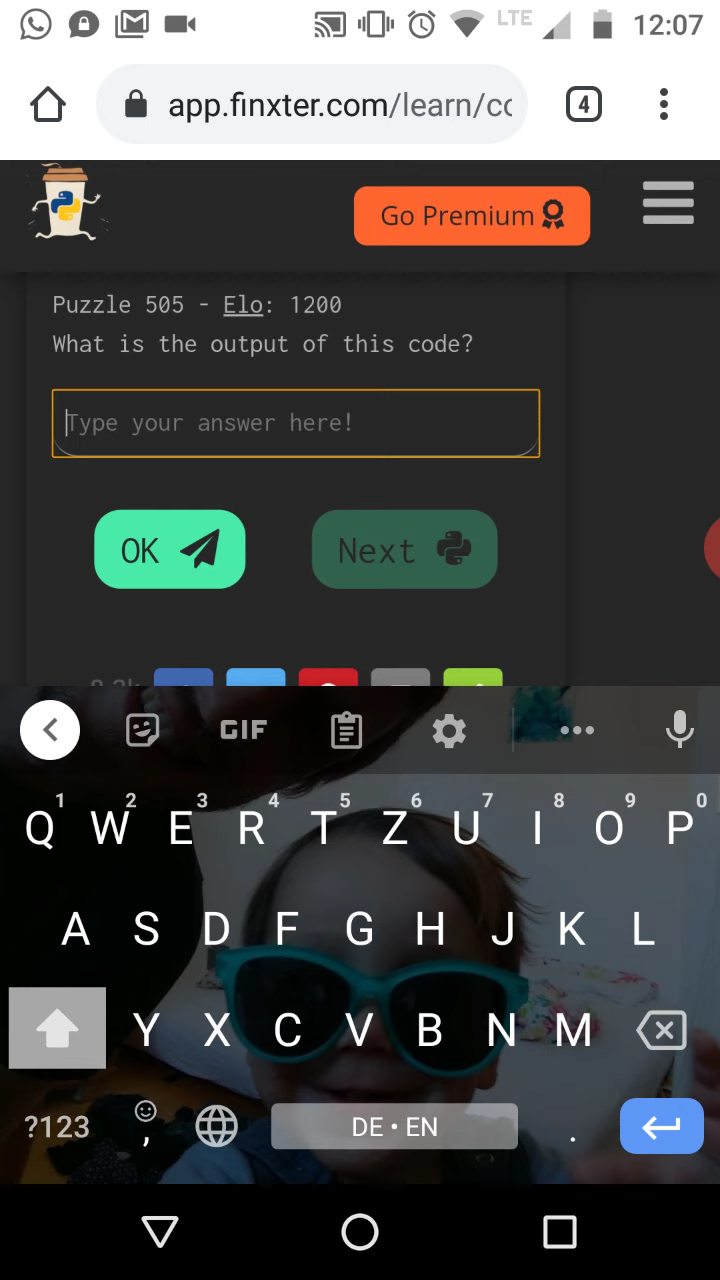 LTE 12:07
app.finxter.com/learn/cc
4
Go Premium
Puzzle 505 - Elo: 1200
What is the output of this code?
Type your answer here!
OK Next
GIF
1 2 3 4 5 6 7 8 9 0
Q W E R T Z U I O P
A S D F G H J K L
Y X C V B N M
?123 , DE • EN .